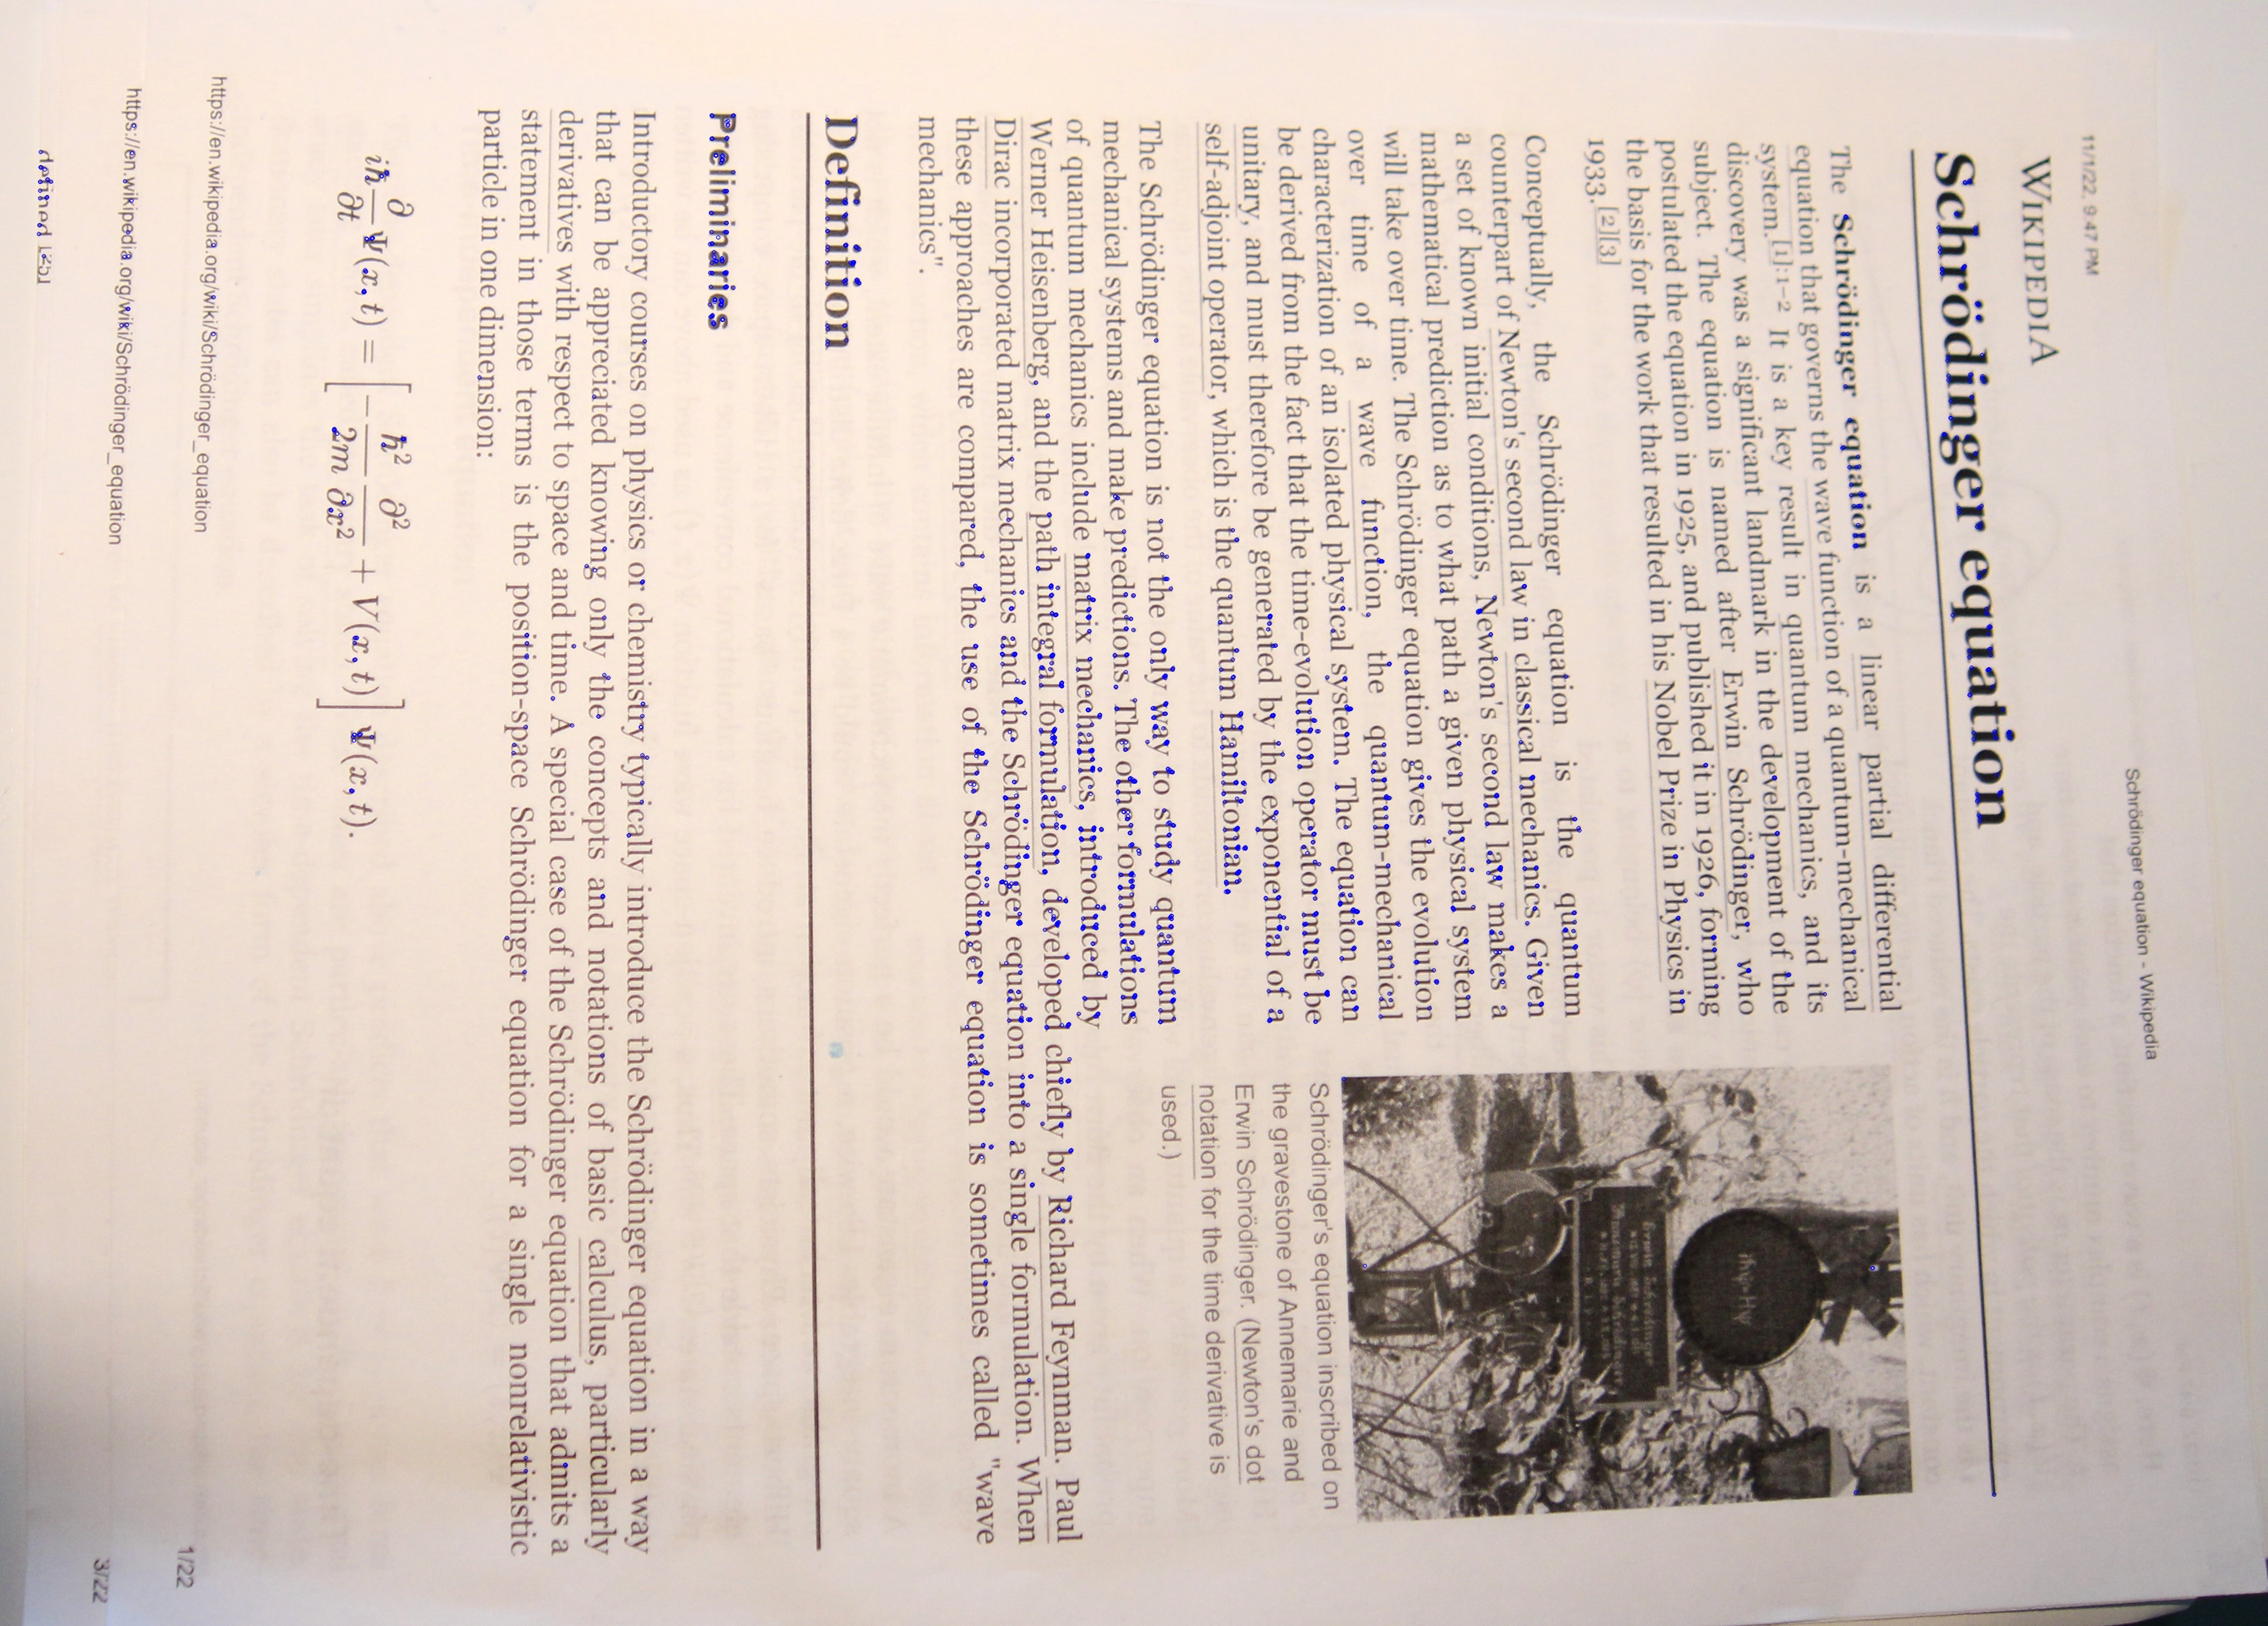 11/1/22, 9:47 PM
Schrödinger equation - Wikipedia
WIKIPEDIA
Schrödinger equation
The Schrödinger equation is a linear partial differential
equation that governs the wave function of a quantum-mechanical
system.[1]:1–2 It is a key result in quantum mechanics, and its
discovery was a significant landmark in the development of the
subject. The equation is named after Erwin Schrödinger, who
postulated the equation in 1925, and published it in 1926, forming
the basis for the work that resulted in his Nobel Prize in Physics in
1933.[2][3]
Conceptually, the Schrödinger equation is the quantum
counterpart of Newton's second law in classical mechanics. Given
a set of known initial conditions, Newton's second law makes a
mathematical prediction as to what path a given physical system
will take over time. The Schrödinger equation gives the evolution
over time of a wave function, the quantum-mechanical
characterization of an isolated physical system. The equation can
be derived from the fact that the time-evolution operator must be
unitary, and must therefore be generated by the exponential of a
self-adjoint operator, which is the quantum Hamiltonian.
Schrödinger's equation inscribed on
the gravestone of Annemarie and
Erwin Schrödinger. (Newton's dot
notation for the time derivative is
used.)
The Schrödinger equation is not the only way to study quantum
mechanical systems and make predictions. The other formulations
of quantum mechanics include matrix mechanics, introduced by
Werner Heisenberg, and the path integral formulation, developed chiefly by Richard Feynman. Paul
Dirac incorporated matrix mechanics and the Schrödinger equation into a single formulation. When
these approaches are compared, the use of the Schrödinger equation is sometimes called "wave
mechanics".
Definition
Preliminaries
Introductory courses on physics or chemistry typically introduce the Schrödinger equation in a way
that can be appreciated knowing only the concepts and notations of basic calculus, particularly
derivatives with respect to space and time. A special case of the Schrödinger equation that admits a
statement in those terms is the position-space Schrödinger equation for a single nonrelativistic
particle in one dimension:
iℏ ∂/∂t Ψ(x, t) = [ − ℏ²/2m ∂²/∂x² + V(x, t) ] Ψ(x, t).
https://en.wikipedia.org/wiki/Schrödinger_equation
1/22
https://en.wikipedia.org/wiki/Schrödinger_equation
3/22